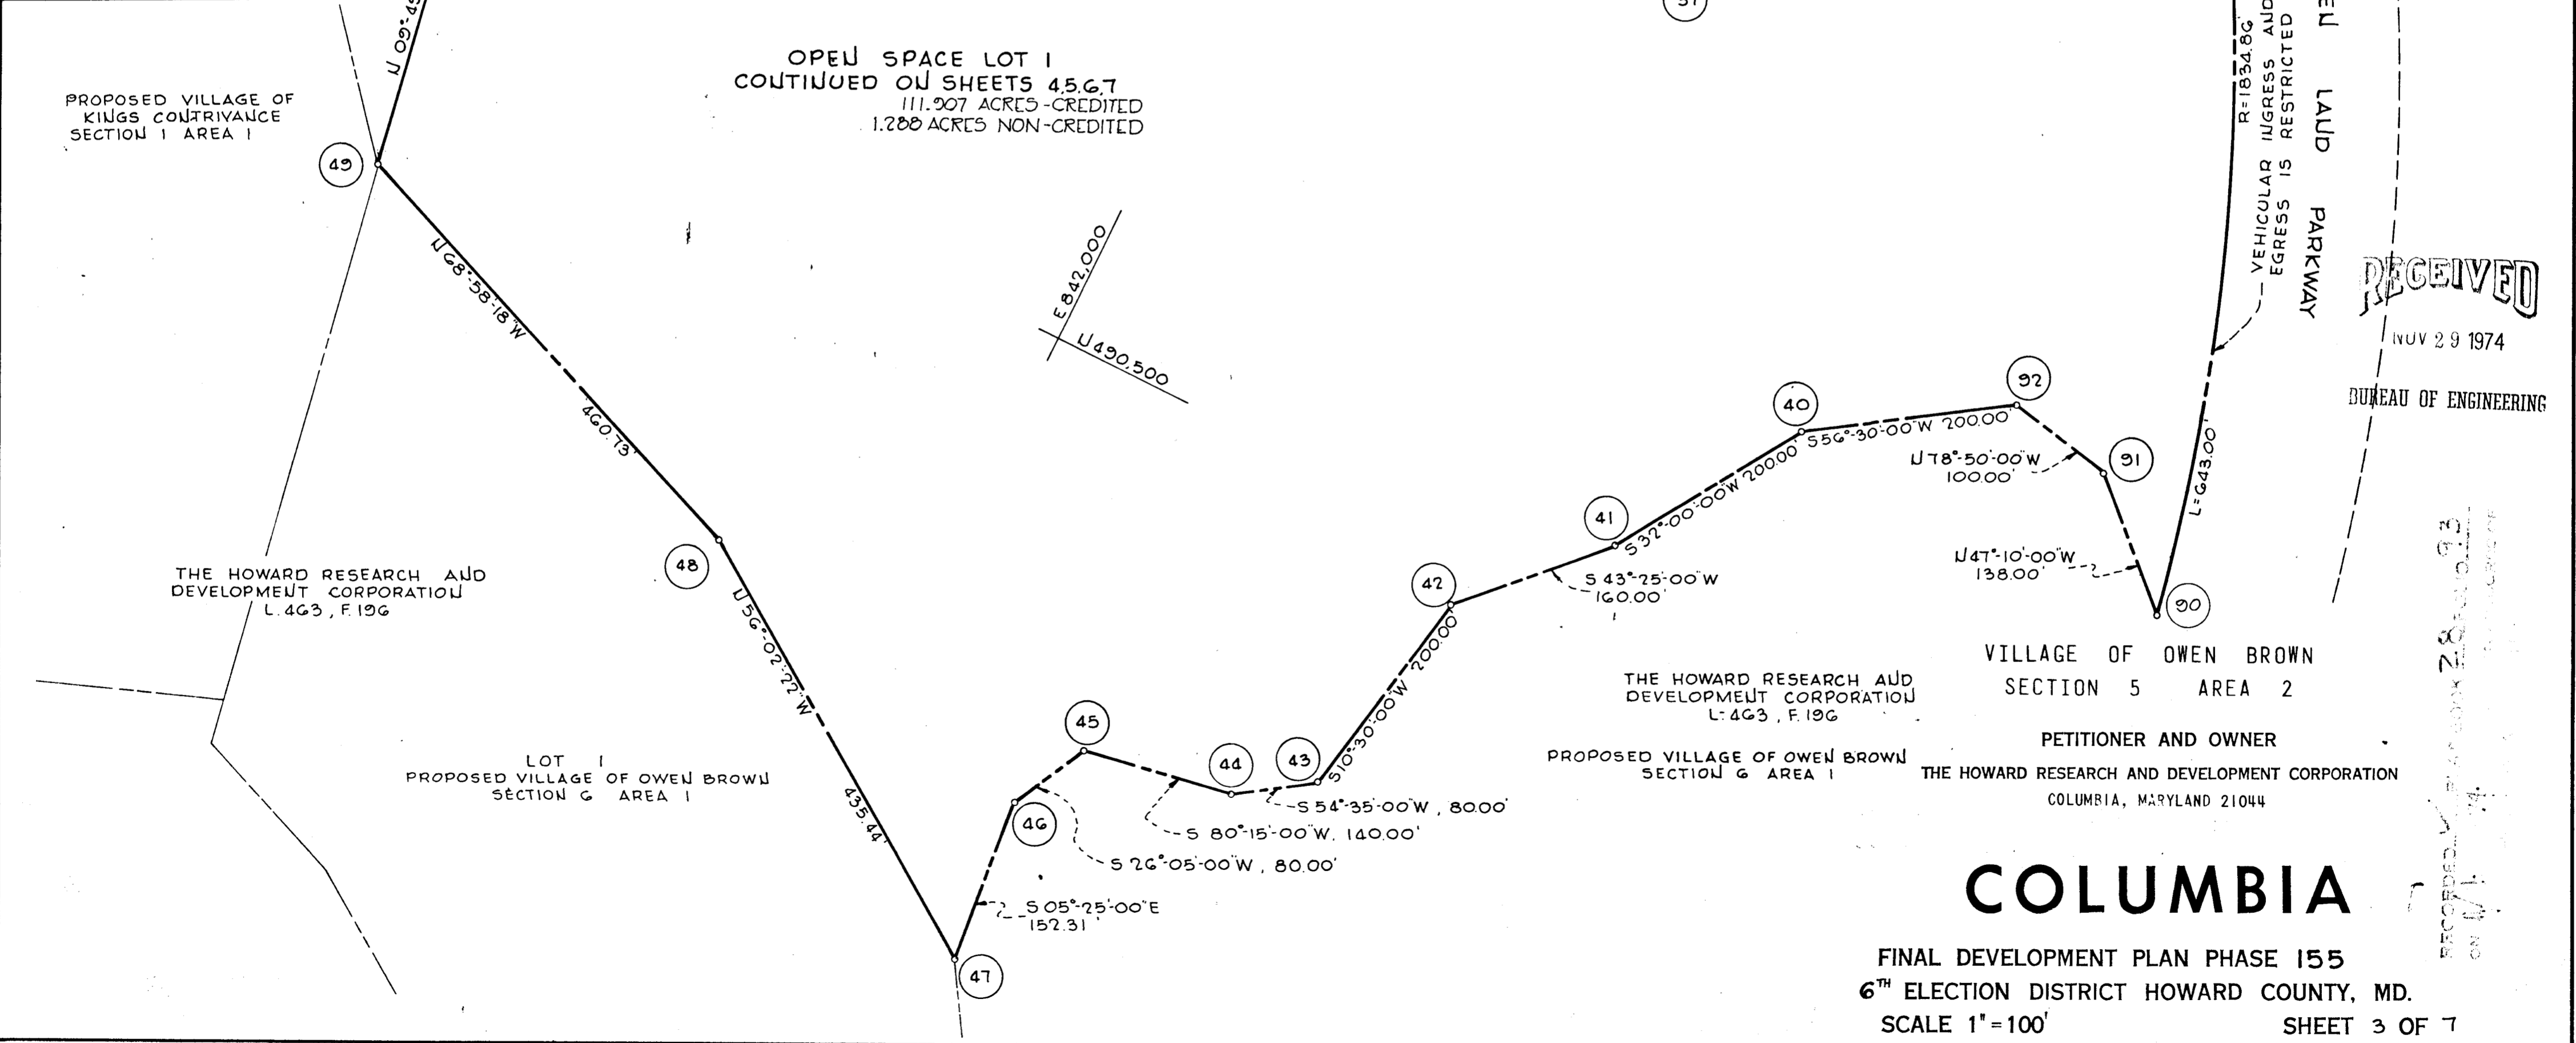 OPEN SPACE LOT 1
CONTINUED ON SHEETS 4,5,6,7
111.907 ACRES-CREDITED
1.288 ACRES NON-CREDITED
PROPOSED VILLAGE OF
KINGS CONTRIVANCE
SECTION 1 AREA 1
49
N 68°-58'-18"W
460.73'
E 842,000
N 490,500
THE HOWARD RESEARCH AND
DEVELOPMENT CORPORATION
L.463, F.196
48
N 56°-02'-22"W
435.44'
LOT 1
PROPOSED VILLAGE OF OWEN BROWN
SECTION 6 AREA 1
47
S 05°-25'-00"E
152.31'
46
S 26°-05'-00"W, 80.00'
45
S 80°-15'-00"W. 140.00'
44
S 54°-35'-00"W, 80.00'
43
S10°-30'-00"W 200.00'
42
S 43°-25'-00"W
160.00'
41
S 32°-00'-00"W 200.00'
40
S56°-30'-00"W 200.00'
92
N78°-50'-00"W
100.00'
91
N47°-10'-00"W
138.00'
90
L=643.00'
R=1834.86'
VEHICULAR INGRESS AND
EGRESS IS RESTRICTED
LAND PARKWAY
RECEIVED
NOV 29 1974
BUREAU OF ENGINEERING
THE HOWARD RESEARCH AND
DEVELOPMENT CORPORATION
L.463, F.196
PROPOSED VILLAGE OF OWEN BROWN
SECTION 6 AREA 1
VILLAGE OF OWEN BROWN
SECTION 5 AREA 2
PETITIONER AND OWNER
THE HOWARD RESEARCH AND DEVELOPMENT CORPORATION
COLUMBIA, MARYLAND 21044
RECORDED
ON
COLUMBIA
FINAL DEVELOPMENT PLAN PHASE 155
6TH ELECTION DISTRICT HOWARD COUNTY, MD.
SCALE 1"=100'
SHEET 3 OF 7